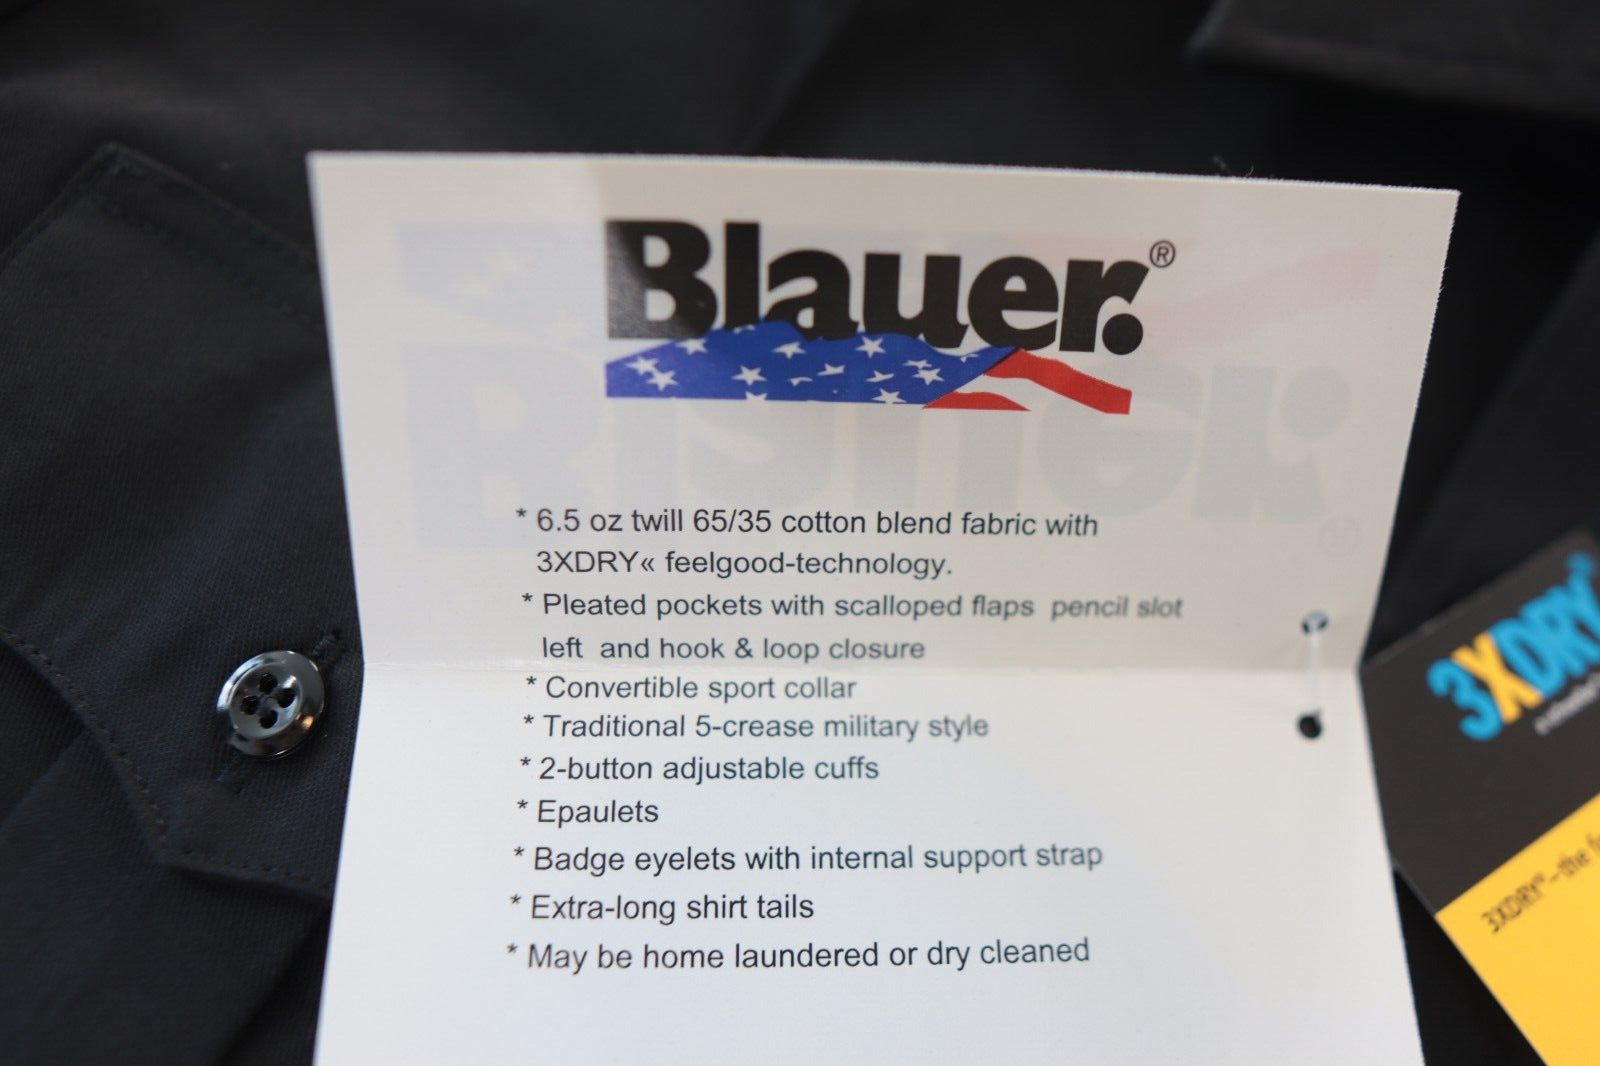 Blauer.®
* 6.5 oz twill 65/35 cotton blend fabric with
3XDRY« feelgood-technology.
* Pleated pockets with scalloped flaps pencil slot
left and hook & loop closure
* Convertible sport collar
* Traditional 5-crease military style
* 2-button adjustable cuffs
* Epaulets
* Badge eyelets with internal support strap
* Extra-long shirt tails
* May be home laundered or dry cleaned
3XDRY
3XDRY®-the